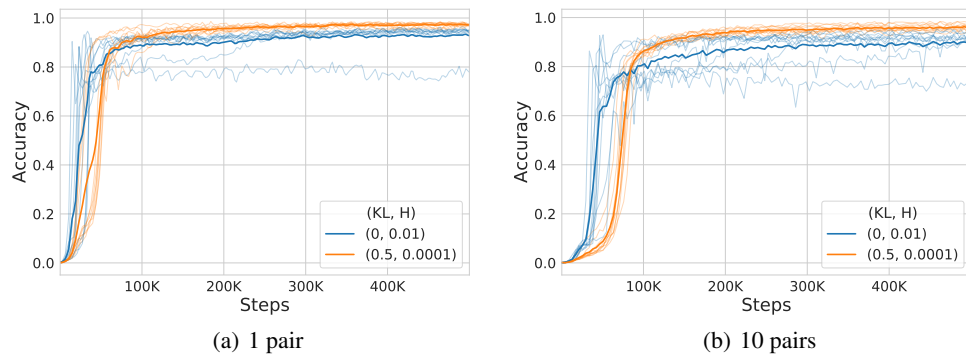 1.0
0.8
0.6
0.4
0.2
0.0
Accuracy
100K 200K 300K 400K
Steps
(KL, H)
(0, 0.01)
(0.5, 0.0001)
(a) 1 pair
1.0
0.8
0.6
0.4
0.2
0.0
Accuracy
100K 200K 300K 400K
Steps
(KL, H)
(0, 0.01)
(0.5, 0.0001)
(b) 10 pairs